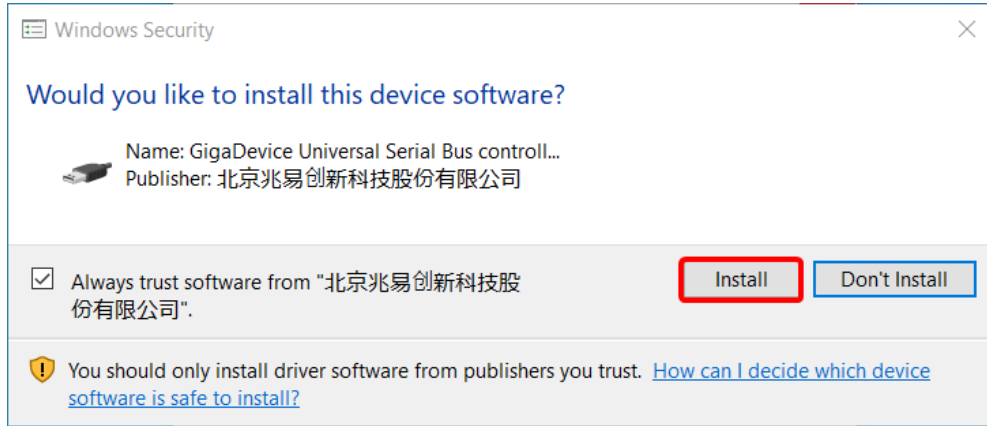 Windows Security
Would you like to install this device software?
Name: GigaDevice Universal Serial Bus controll...
Publisher: 北京兆易创新科技股份有限公司
Always trust software from "北京兆易创新科技股
份有限公司".
Install
Don't Install
You should only install driver software from publishers you trust. How can I decide which device
software is safe to install?